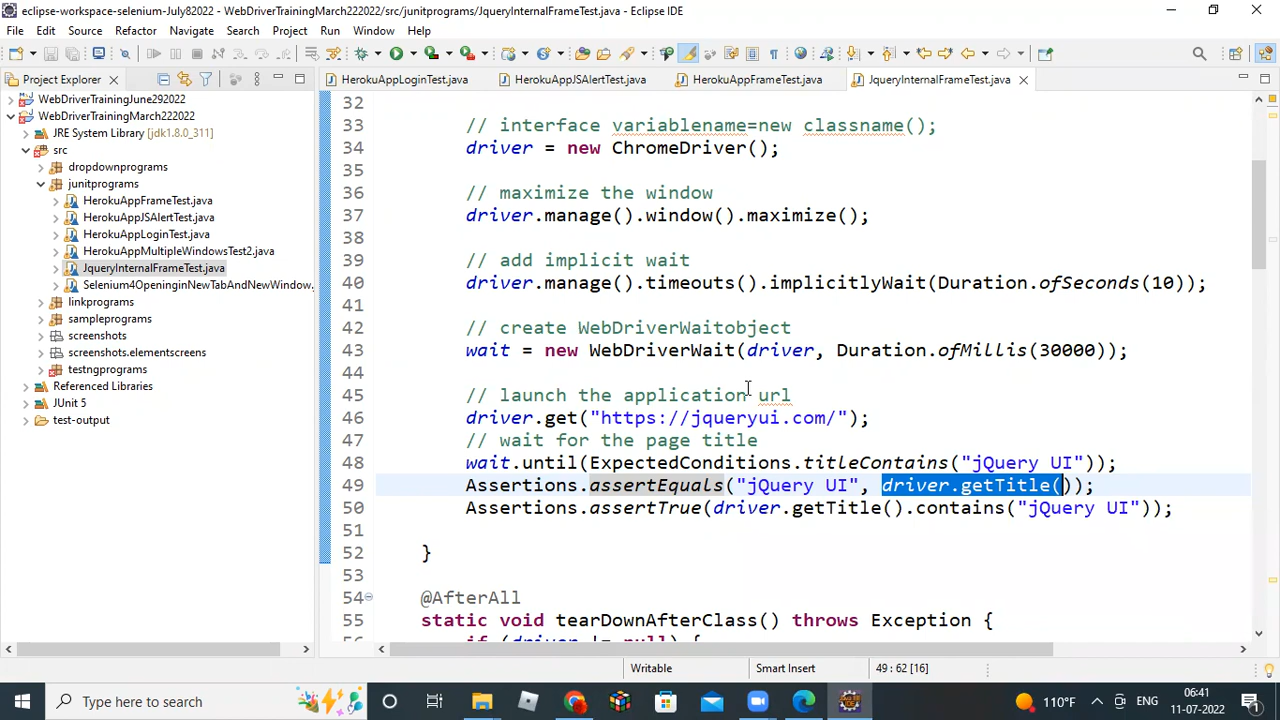 eclipse-workspace-selenium-July82022 - WebDriverTrainingMarch222022/src/junitprograms/JqueryInternalFrameTest.java - Eclipse IDE
File Edit Source Refactor Navigate Search Project Run Window Help
Project Explorer
HerokuAppLoginTest.java HerokuAppJSAlertTest.java HerokuAppFrameTest.java JqueryInternalFrameTest.java
WebDriverTrainingJune292022
WebDriverTrainingMarch222022
JRE System Library [jdk1.8.0_311]
src
dropdownprograms
junitprograms
HerokuAppFrameTest.java
HerokuAppJSAlertTest.java
HerokuAppLoginTest.java
HerokuAppMultipleWindowsTest2.java
JqueryInternalFrameTest.java
Selenium4OpeninginNewTabAndNewWindow.
linkprograms
sampleprograms
screenshots
screenshots.elementscreens
testngprograms
Referenced Libraries
JUnit 5
test-output
32
33 // interface variablename=new classname();
34 driver = new ChromeDriver();
35
36 // maximize the window
37 driver.manage().window().maximize();
38
39 // add implicit wait
40 driver.manage().timeouts().implicitlyWait(Duration.ofSeconds(10));
41
42 // create WebDriverWaitobject
43 wait = new WebDriverWait(driver, Duration.ofMillis(30000));
44
45 // launch the application url
46 driver.get("https://jqueryui.com/");
47 // wait for the page title
48 wait.until(ExpectedConditions.titleContains("jQuery UI"));
49 Assertions.assertEquals("jQuery UI", driver.getTitle());
50 Assertions.assertTrue(driver.getTitle().contains("jQuery UI"));
51
52 }
53
54 @AfterAll
55 static void tearDownAfterClass() throws Exception {
56 if (driver != null) {
Writable Smart Insert 49 : 62 [16]
Type here to search
110°F ENG 06:41
11-07-2022